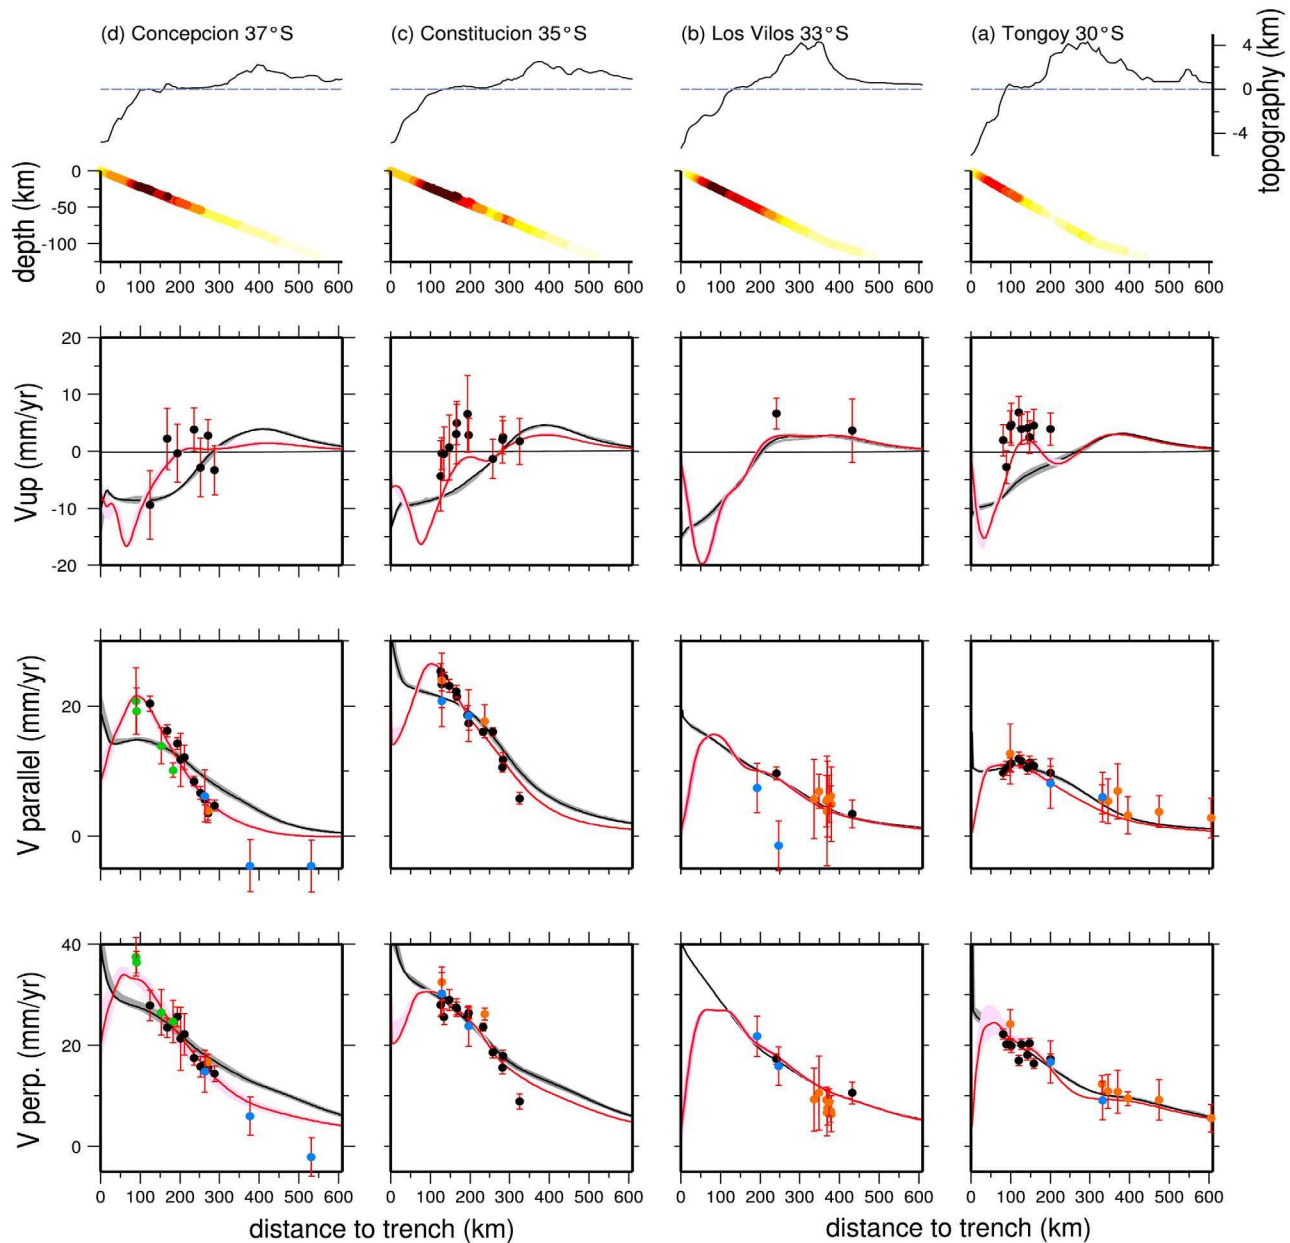 (d) Concepcion 37°S
(c) Constitucion 35°S
(b) Los Vilos 33°S
(a) Tongoy 30°S
4
0
-4
topography (km)
0
-50
-100
depth (km)
0 100 200 300 400 500 600
0 100 200 300 400 500 600
0 100 200 300 400 500 600
0 100 200 300 400 500 600
20
10
0
-10
-20
Vup (mm/yr)
20
10
0
V parallel (mm/yr)
40
20
0
V perp. (mm/yr)
0 100 200 300 400 500 600
0 100 200 300 400 500 600
0 100 200 300 400 500 600
0 100 200 300 400 500 600
distance to trench (km)
distance to trench (km)